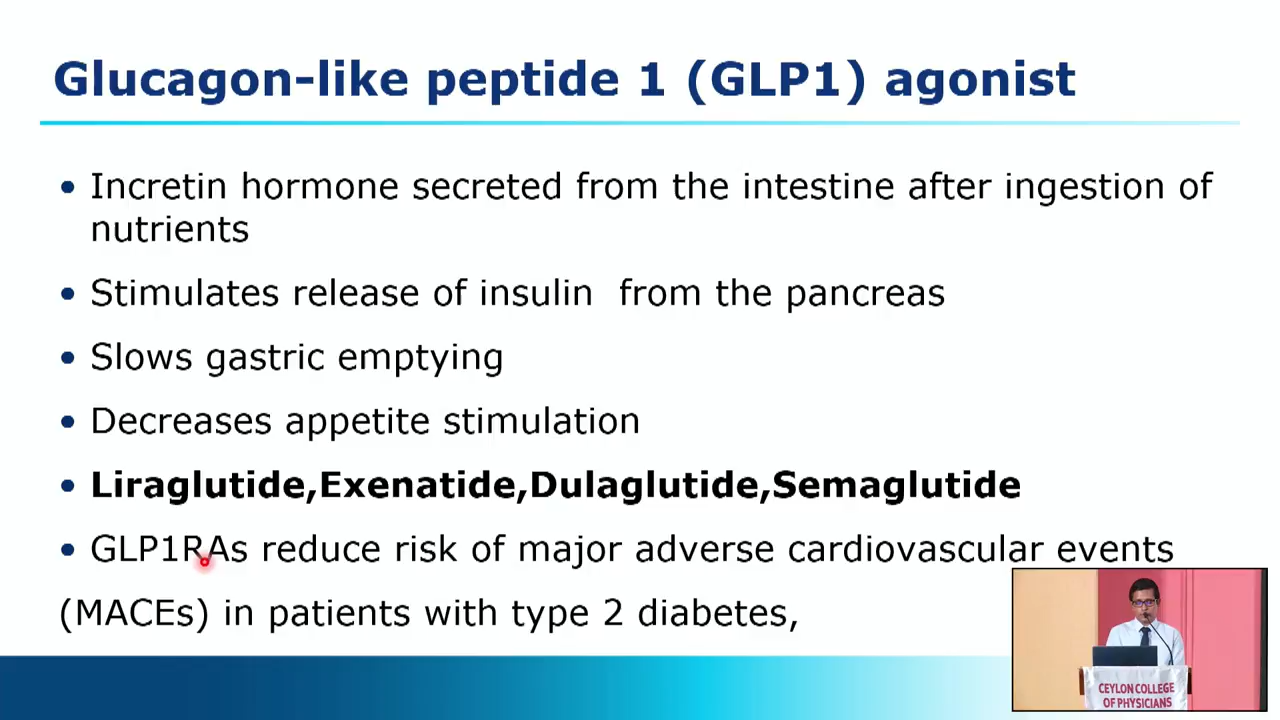 Glucagon-like peptide 1 (GLP1) agonist
• Incretin hormone secreted from the intestine after ingestion of
nutrients
• Stimulates release of insulin  from the pancreas
• Slows gastric emptying
• Decreases appetite stimulation
• Liraglutide,Exenatide,Dulaglutide,Semaglutide
• GLP1RAs reduce risk of major adverse cardiovascular events
(MACEs) in patients with type 2 diabetes,
CEYLON COLLEGE
OF PHYSICIANS